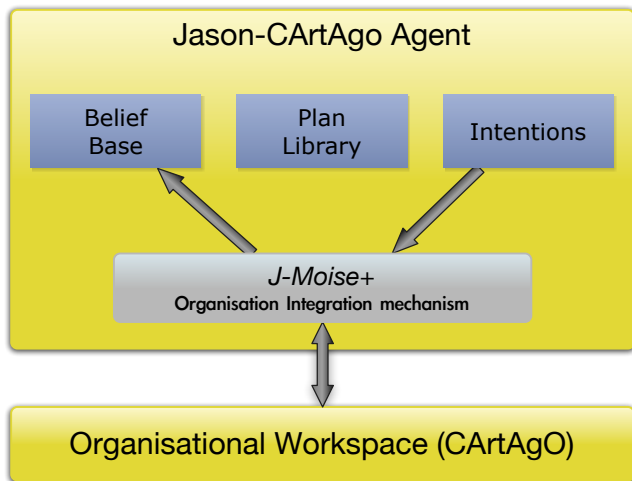 Jason-CArtAgo Agent
Belief
Base
Plan
Library
Intentions
J-Moise+
Organisation Integration mechanism
Organisational Workspace (CArtAgO)